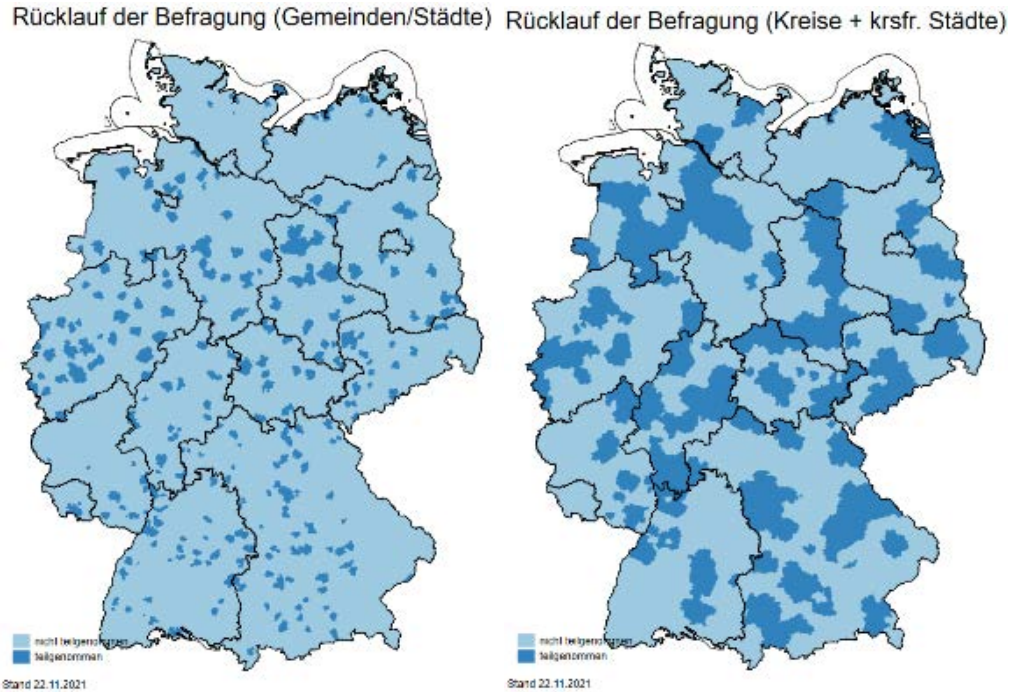 Rücklauf der Befragung (Gemeinden/Städte)
Rücklauf der Befragung (Kreise + krsfr. Städte)
nicht teilgenommen
teilgenommen
Stand 22.11.2021
nicht teilgenommen
teilgenommen
Stand 22.11.2021